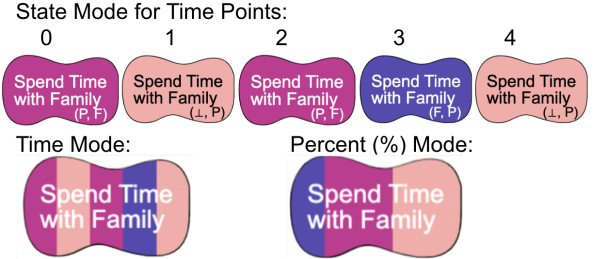 State Mode for Time Points:
0 1 2 3 4
Spend Time Spend Time Spend Time Spend Time Spend Time
with Family with Family with Family with Family with Family
(P, F) (⊥, P) (P, F) (F, P) (⊥, P)
Time Mode: Percent (%) Mode:
Spend Time Spend Time
with Family with Family